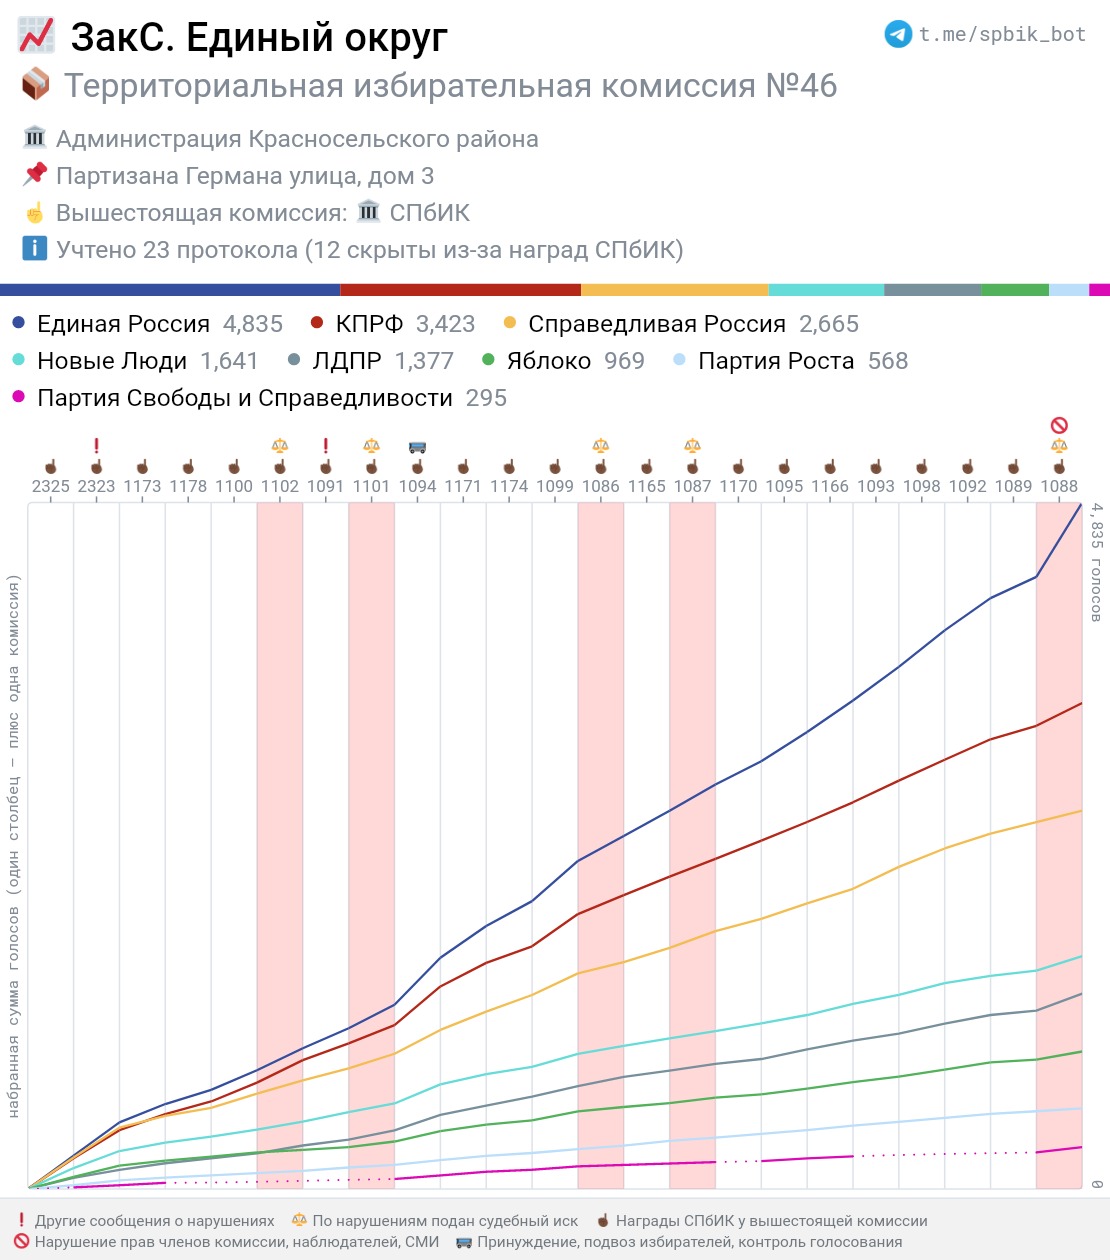 ЗакС. Единый округ
t.me/spbik_bot
Территориальная избирательная комиссия №46
Администрация Красносельского района
Партизана Германа улица, дом 3
Вышестоящая комиссия: СПбИК
Учтено 23 протокола (12 скрыты из-за наград СПбИК)
Единая Россия 4,835 КПРФ 3,423 Справедливая Россия 2,665
Новые Люди 1,641 ЛДПР 1,377 Яблоко 969 Партия Роста 568
Партия Свободы и Справедливости 295
2325 2323 1173 1178 1100 1102 1091 1101 1094 1171 1174 1099 1086 1165 1087 1170 1095 1166 1093 1098 1092 1089 1088
набранная сумма голосов (один столбец – плюс одна комиссия)
4,835 голосов
0
Другие сообщения о нарушениях По нарушениям подан судебный иск Награды СПбИК у вышестоящей комиссии
Нарушение прав членов комиссии, наблюдателей, СМИ Принуждение, подвоз избирателей, контроль голосования